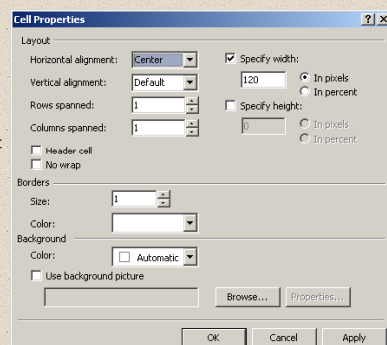 Cell Properties
Layout
Horizontal alignment: Center
Vertical alignment: Default
Rows spanned: 1
Columns spanned: 1
Header cell
No wrap
Specify width:
120
In pixels
In percent
Specify height:
0
In pixels
In percent
Borders
Size: 1
Color:
Background
Color: Automatic
Use background picture
Browse... Properties...
OK Cancel Apply